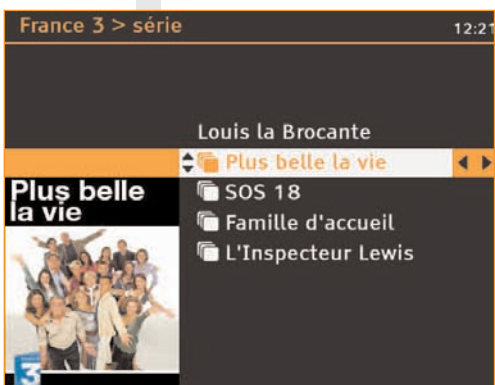 France 3 > série
12:21
Louis la Brocante
Plus belle la vie
SOS 18
Famille d'accueil
L'Inspecteur Lewis
Plus belle
la vie
3